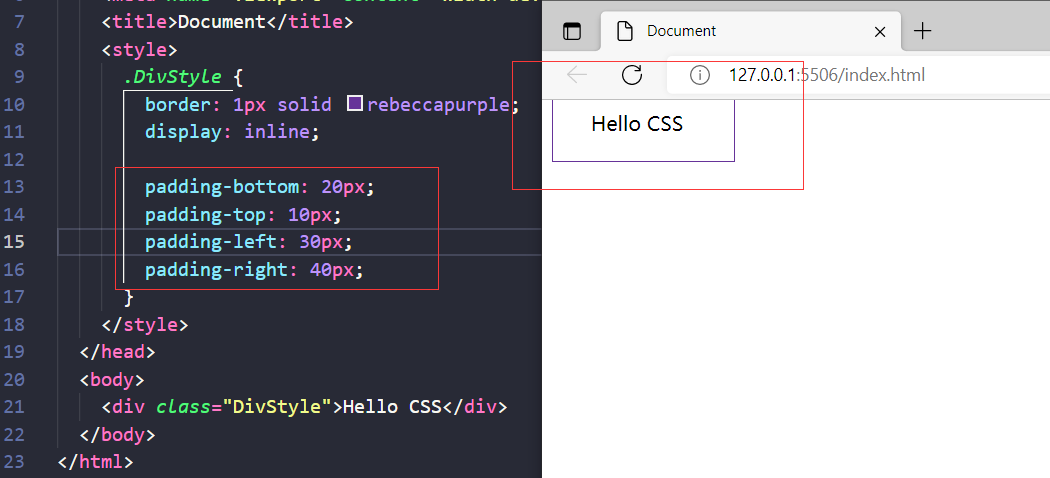 7 <title>Document</title>
8 <style>
9 .DivStyle {
10 border: 1px solid rebeccapurple;
11 display: inline;
12
13 padding-bottom: 20px;
14 padding-top: 10px;
15 padding-left: 30px;
16 padding-right: 40px;
17 }
18 </style>
19 </head>
20 <body>
21 <div class="DivStyle">Hello CSS</div>
22 </body>
23 </html>
Document
127.0.0.1:5506/index.html
Hello CSS